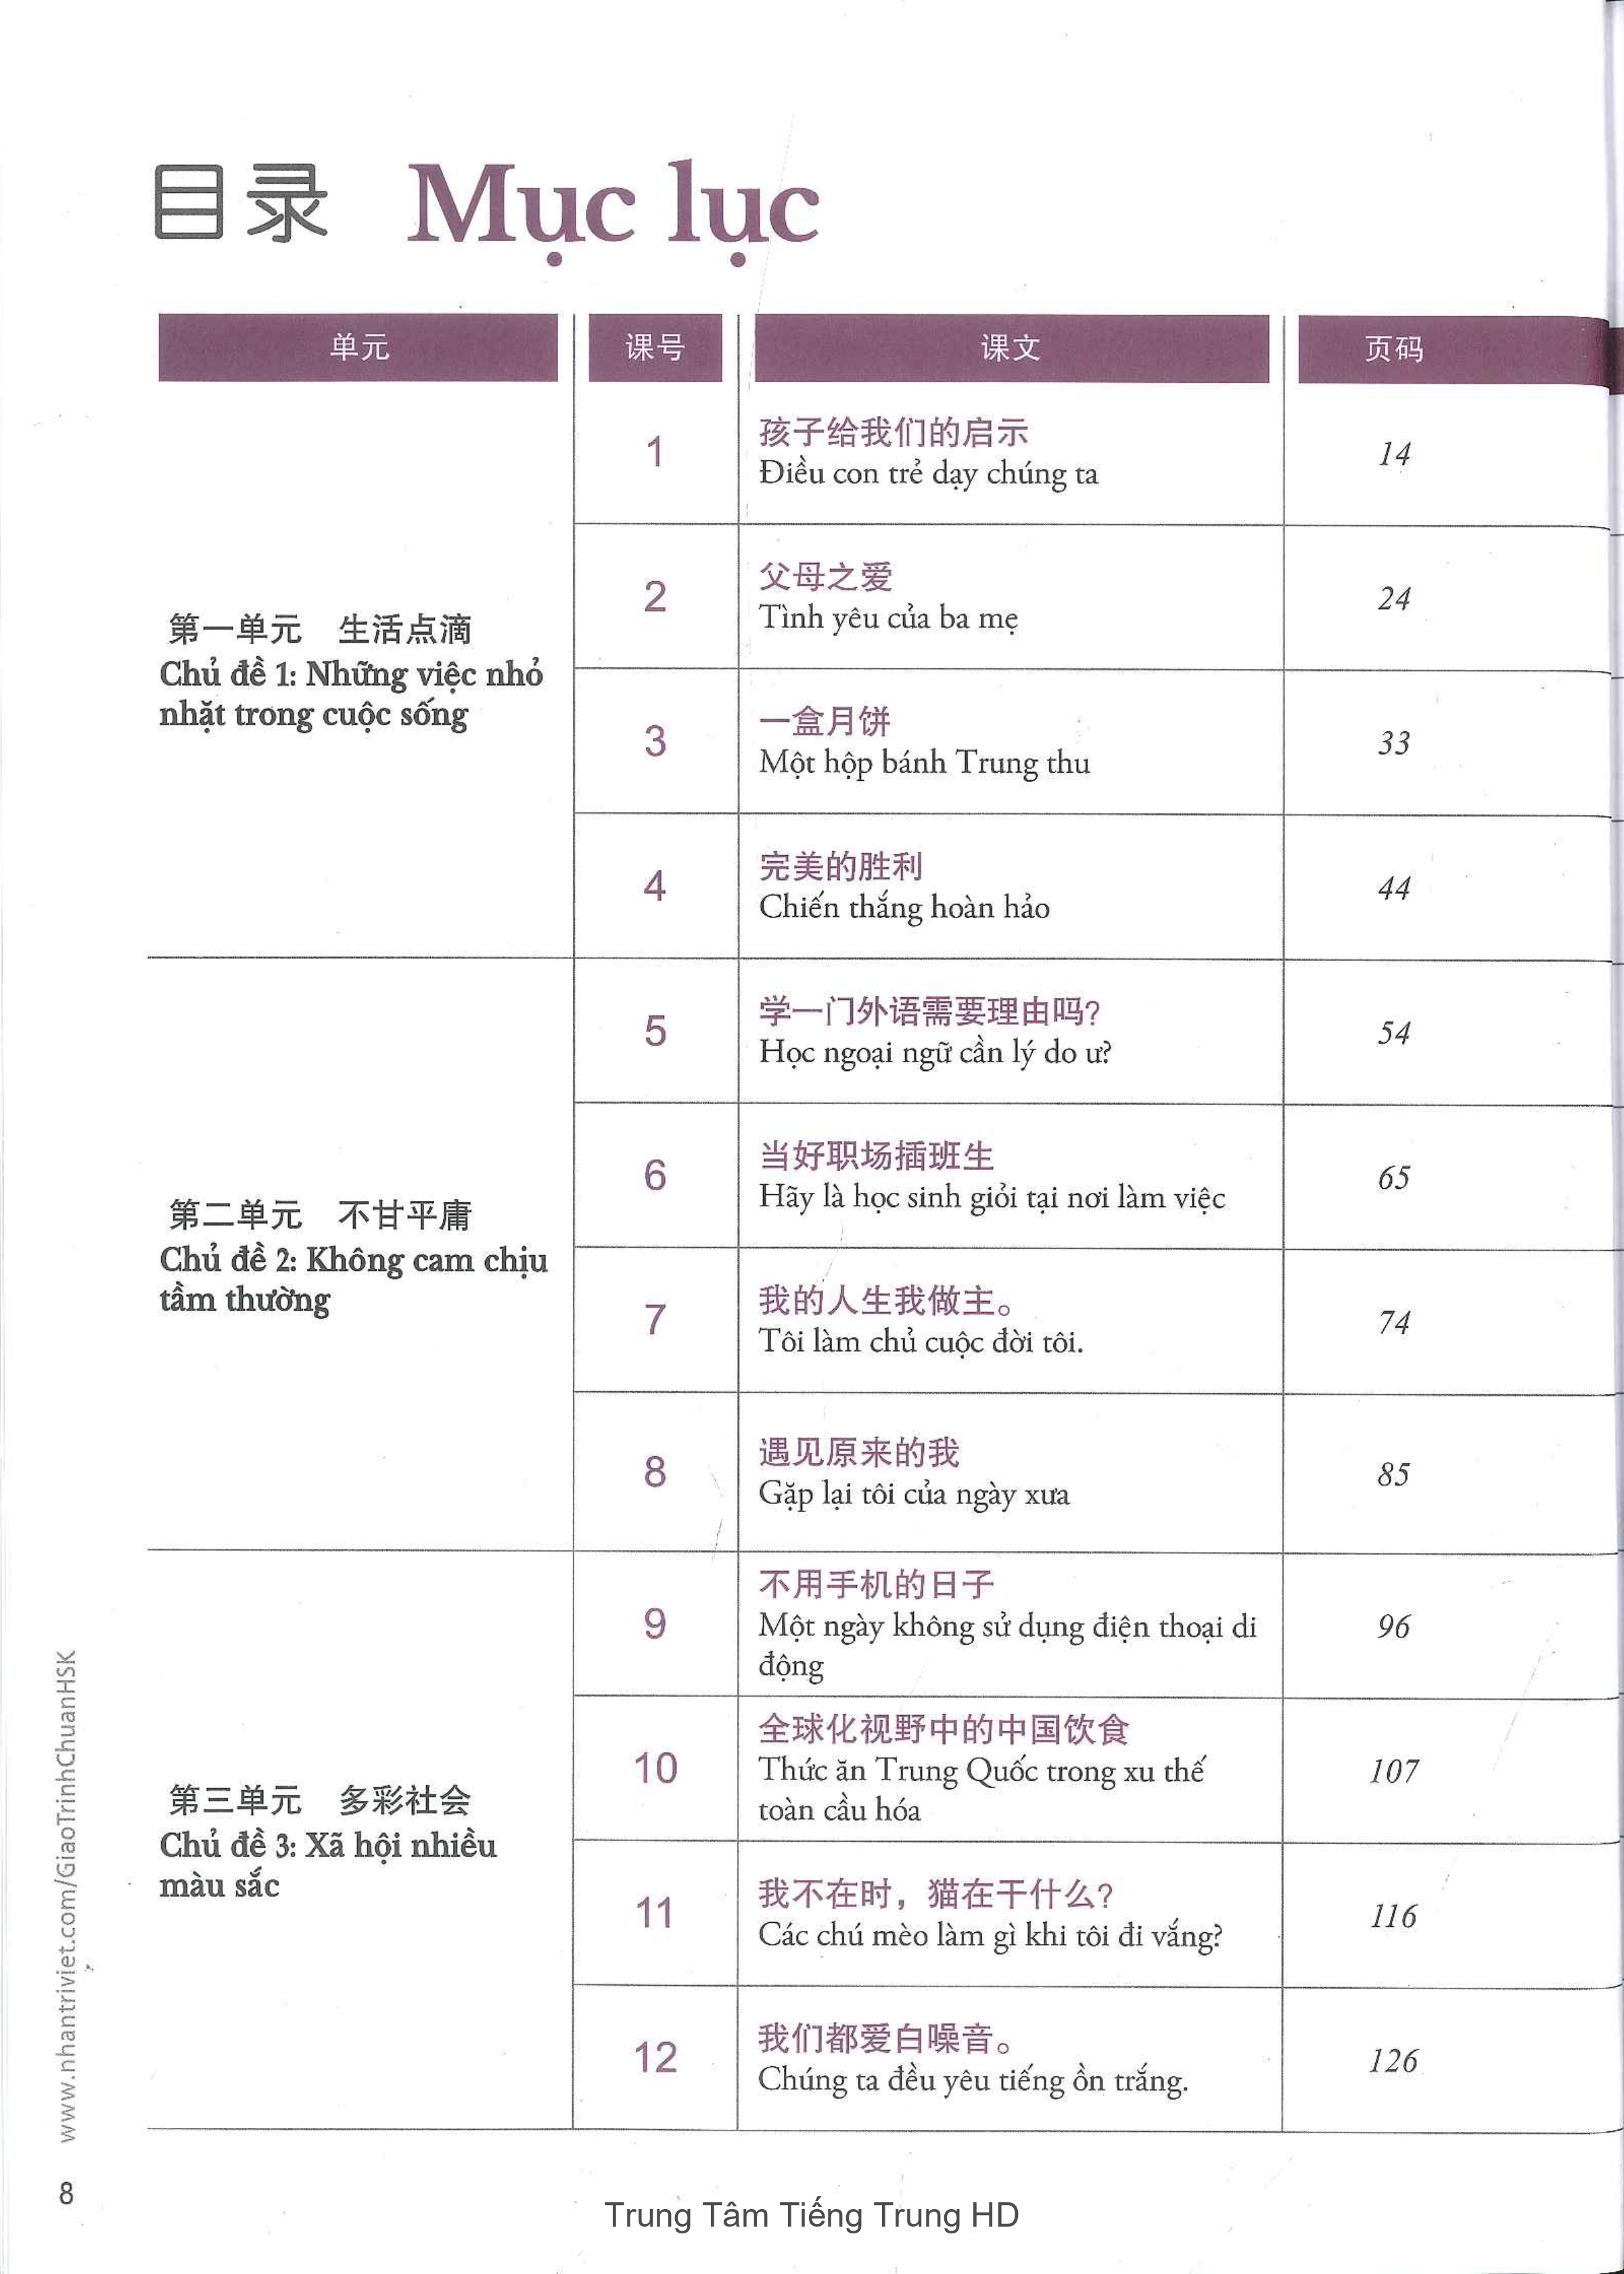 目录 Mục lục
单元 课号 课文 页码
第一单元 生活点滴
Chủ đề 1: Những việc nhỏ
nhặt trong cuộc sống
1
孩子给我们的启示
Điều con trẻ dạy chúng ta
14
2
父母之爱
Tình yêu của ba mẹ
24
3
一盒月饼
Một hộp bánh Trung thu
33
4
完美的胜利
Chiến thắng hoàn hảo
44
第二单元 不甘平庸
Chủ đề 2: Không cam chịu
tầm thường
5
学一门外语需要理由吗?
Học ngoại ngữ cần lý do ư?
54
6
当好职场插班生
Hãy là học sinh giỏi tại nơi làm việc
65
7
我的人生我做主。
Tôi làm chủ cuộc đời tôi.
74
8
遇见原来的我
Gặp lại tôi của ngày xưa
85
第三单元 多彩社会
Chủ đề 3: Xã hội nhiều
màu sắc
9
不用手机的日子
Một ngày không sử dụng điện thoại di
động
96
10
全球化视野中的中国饮食
Thức ăn Trung Quốc trong xu thế
toàn cầu hóa
107
11
我不在时，猫在干什么?
Các chú mèo làm gì khi tôi đi vắng?
116
12
我们都爱白噪音。
Chúng ta đều yêu tiếng ồn trắng.
126
www.nhantriviet.com/GiaoTrinhChuanHSK
8
Trung Tâm Tiếng Trung HD